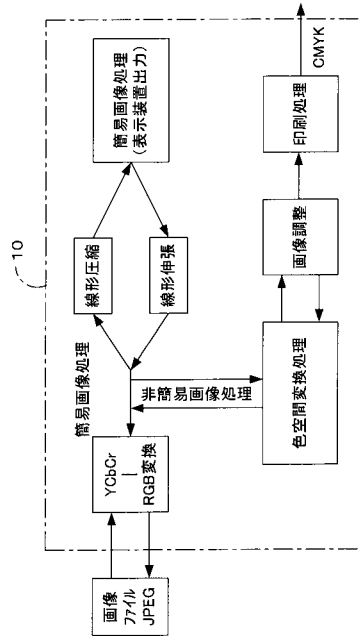 10
画像
ファイル
JPEG
YCbCr
|
RGB変換
簡易画像処理
線形圧縮
線形伸張
簡易画像処理
(表示装置出力)
非簡易画像処理
色空間変換処理
画像調整
印刷処理
CMYK